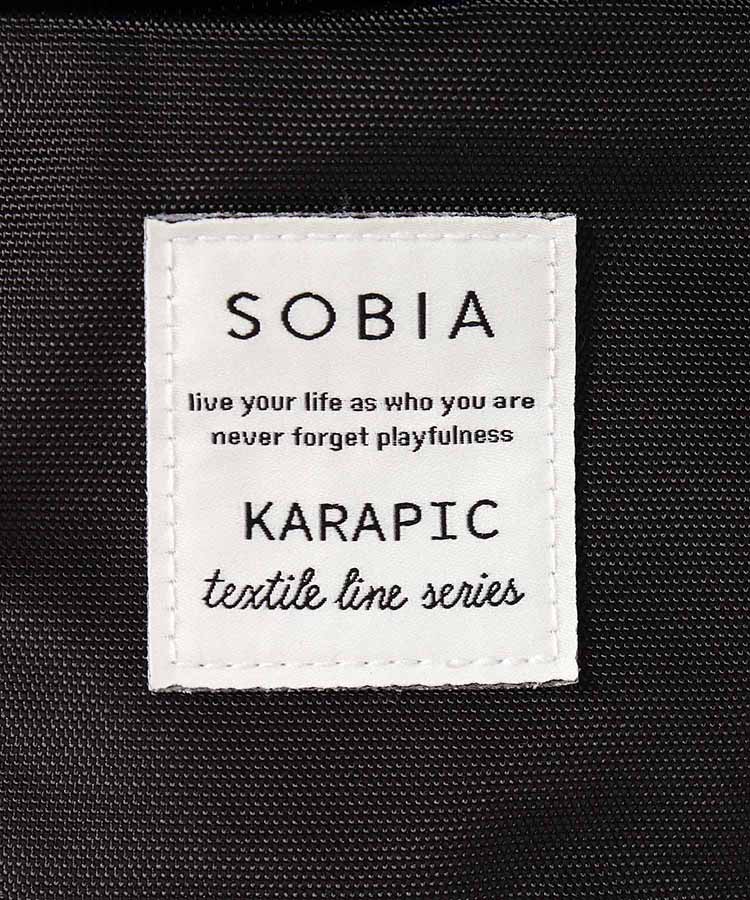 SOBIA
live your life as who you are
never forget playfulness
KARAPIC
textile line series